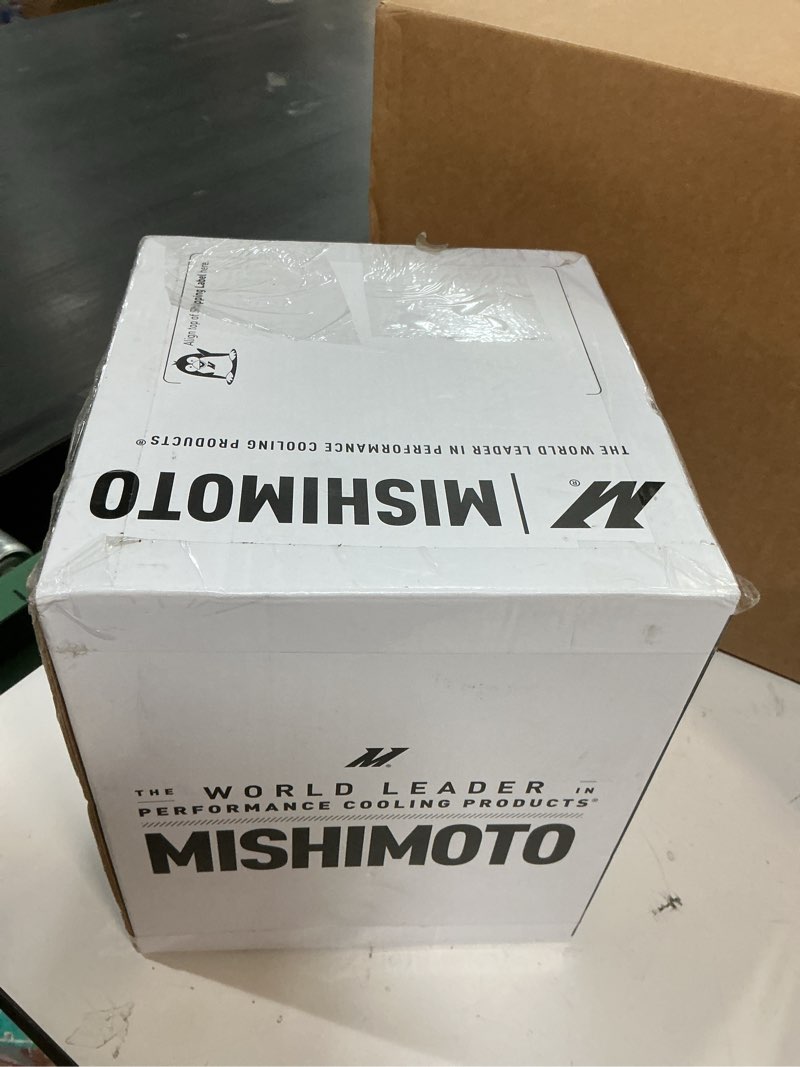 Align top of Shipping Label here.
THE WORLD LEADER IN PERFORMANCE COOLING PRODUCTS®
M® | MISHIMOTO
M®
THE WORLD LEADER IN
PERFORMANCE COOLING PRODUCTS®
MISHIMOTO